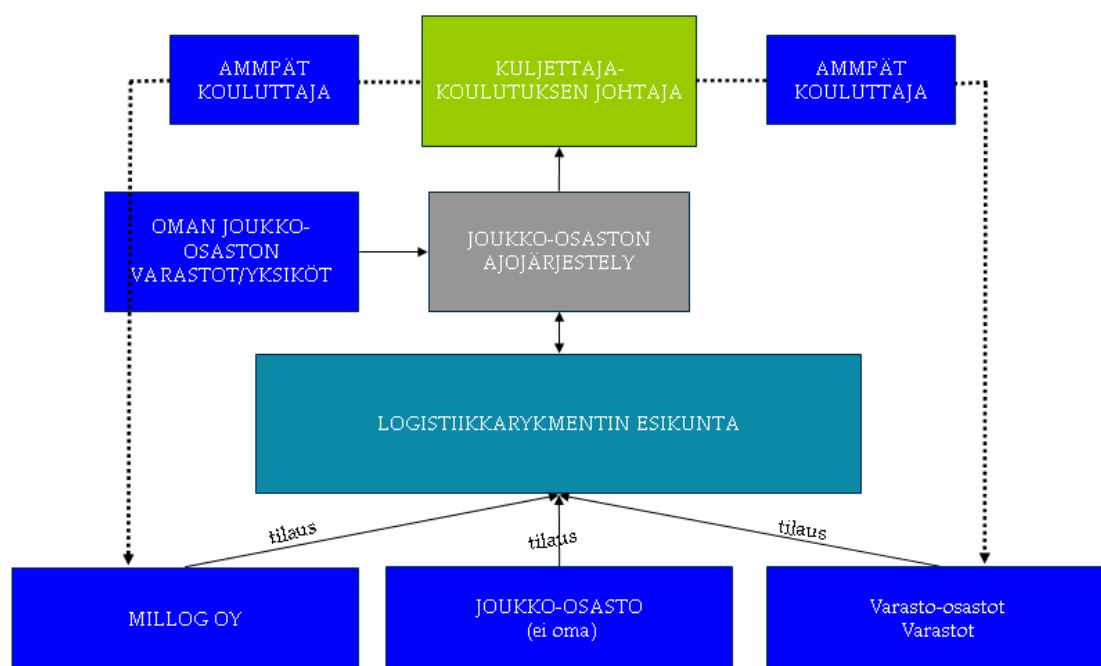 AMMPÄT
KOULUTTAJA
KULJETTAJA-
KOULUTUKSEN JOHTAJA
AMMPÄT
KOULUTTAJA
OMAN JOUKKO-
OSASTON
VARASTOT/YKSIKÖT
JOUKKO-OSASTON
AJOJÄRJESTELY
LOGISTIIKKARYKMENTIN ESIKUNTA
tilaus
tilaus
tilaus
MILLOG OY
JOUKKO-OSASTO
(ei oma)
Varasto-osastot
Varastot